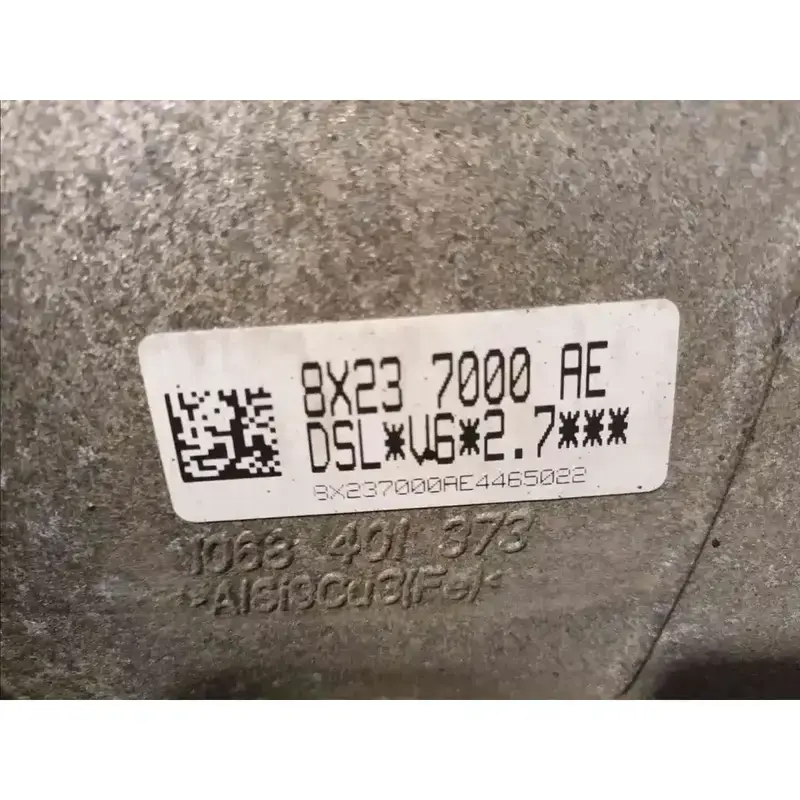 8X23 7000 AE
DSL*V6*2.7***
8X237000AE4465022
1068 401 373
>AlSi9Cu3(Fe)<